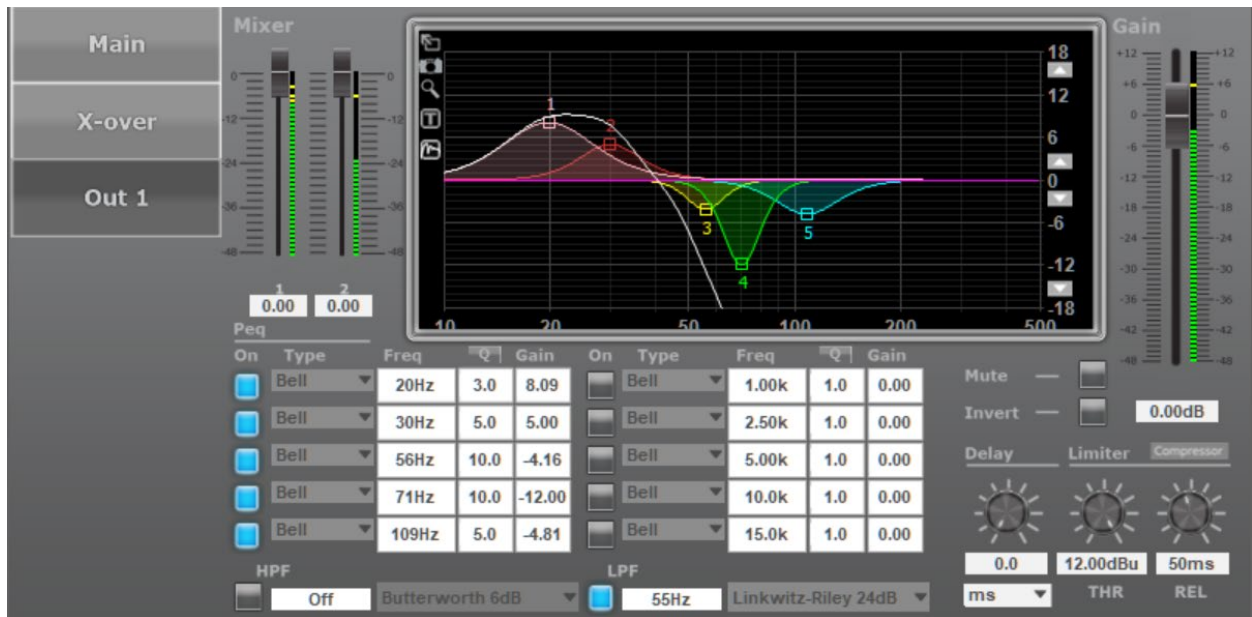 Main
X-over
Out 1
Mixer
0 0
-12 -12
-24 -24
-36 -36
-48 -48
1 2
0.00 0.00
18
12
6
0
-6
-12
-18
1
2
3
4
5
10 20 50 100 200 500
T
Gain
+12 +12
+6 +6
0 0
-6 -6
-12 -12
-18 -18
-24 -24
-30 -30
-36 -36
-42 -42
-48 -48
Peq
On Type Freq Q Gain On Type Freq Q Gain
Bell 20Hz 3.0 8.09 Bell 1.00k 1.0 0.00
Bell 30Hz 5.0 5.00 Bell 2.50k 1.0 0.00
Bell 56Hz 10.0 -4.16 Bell 5.00k 1.0 0.00
Bell 71Hz 10.0 -12.00 Bell 10.0k 1.0 0.00
Bell 109Hz 5.0 -4.81 Bell 15.0k 1.0 0.00
HPF LPF
Off Butterworth 6dB 55Hz Linkwitz-Riley 24dB
Mute
Invert 0.00dB
Delay Limiter Compressor
0.0 12.00dBu 50ms
ms THR REL